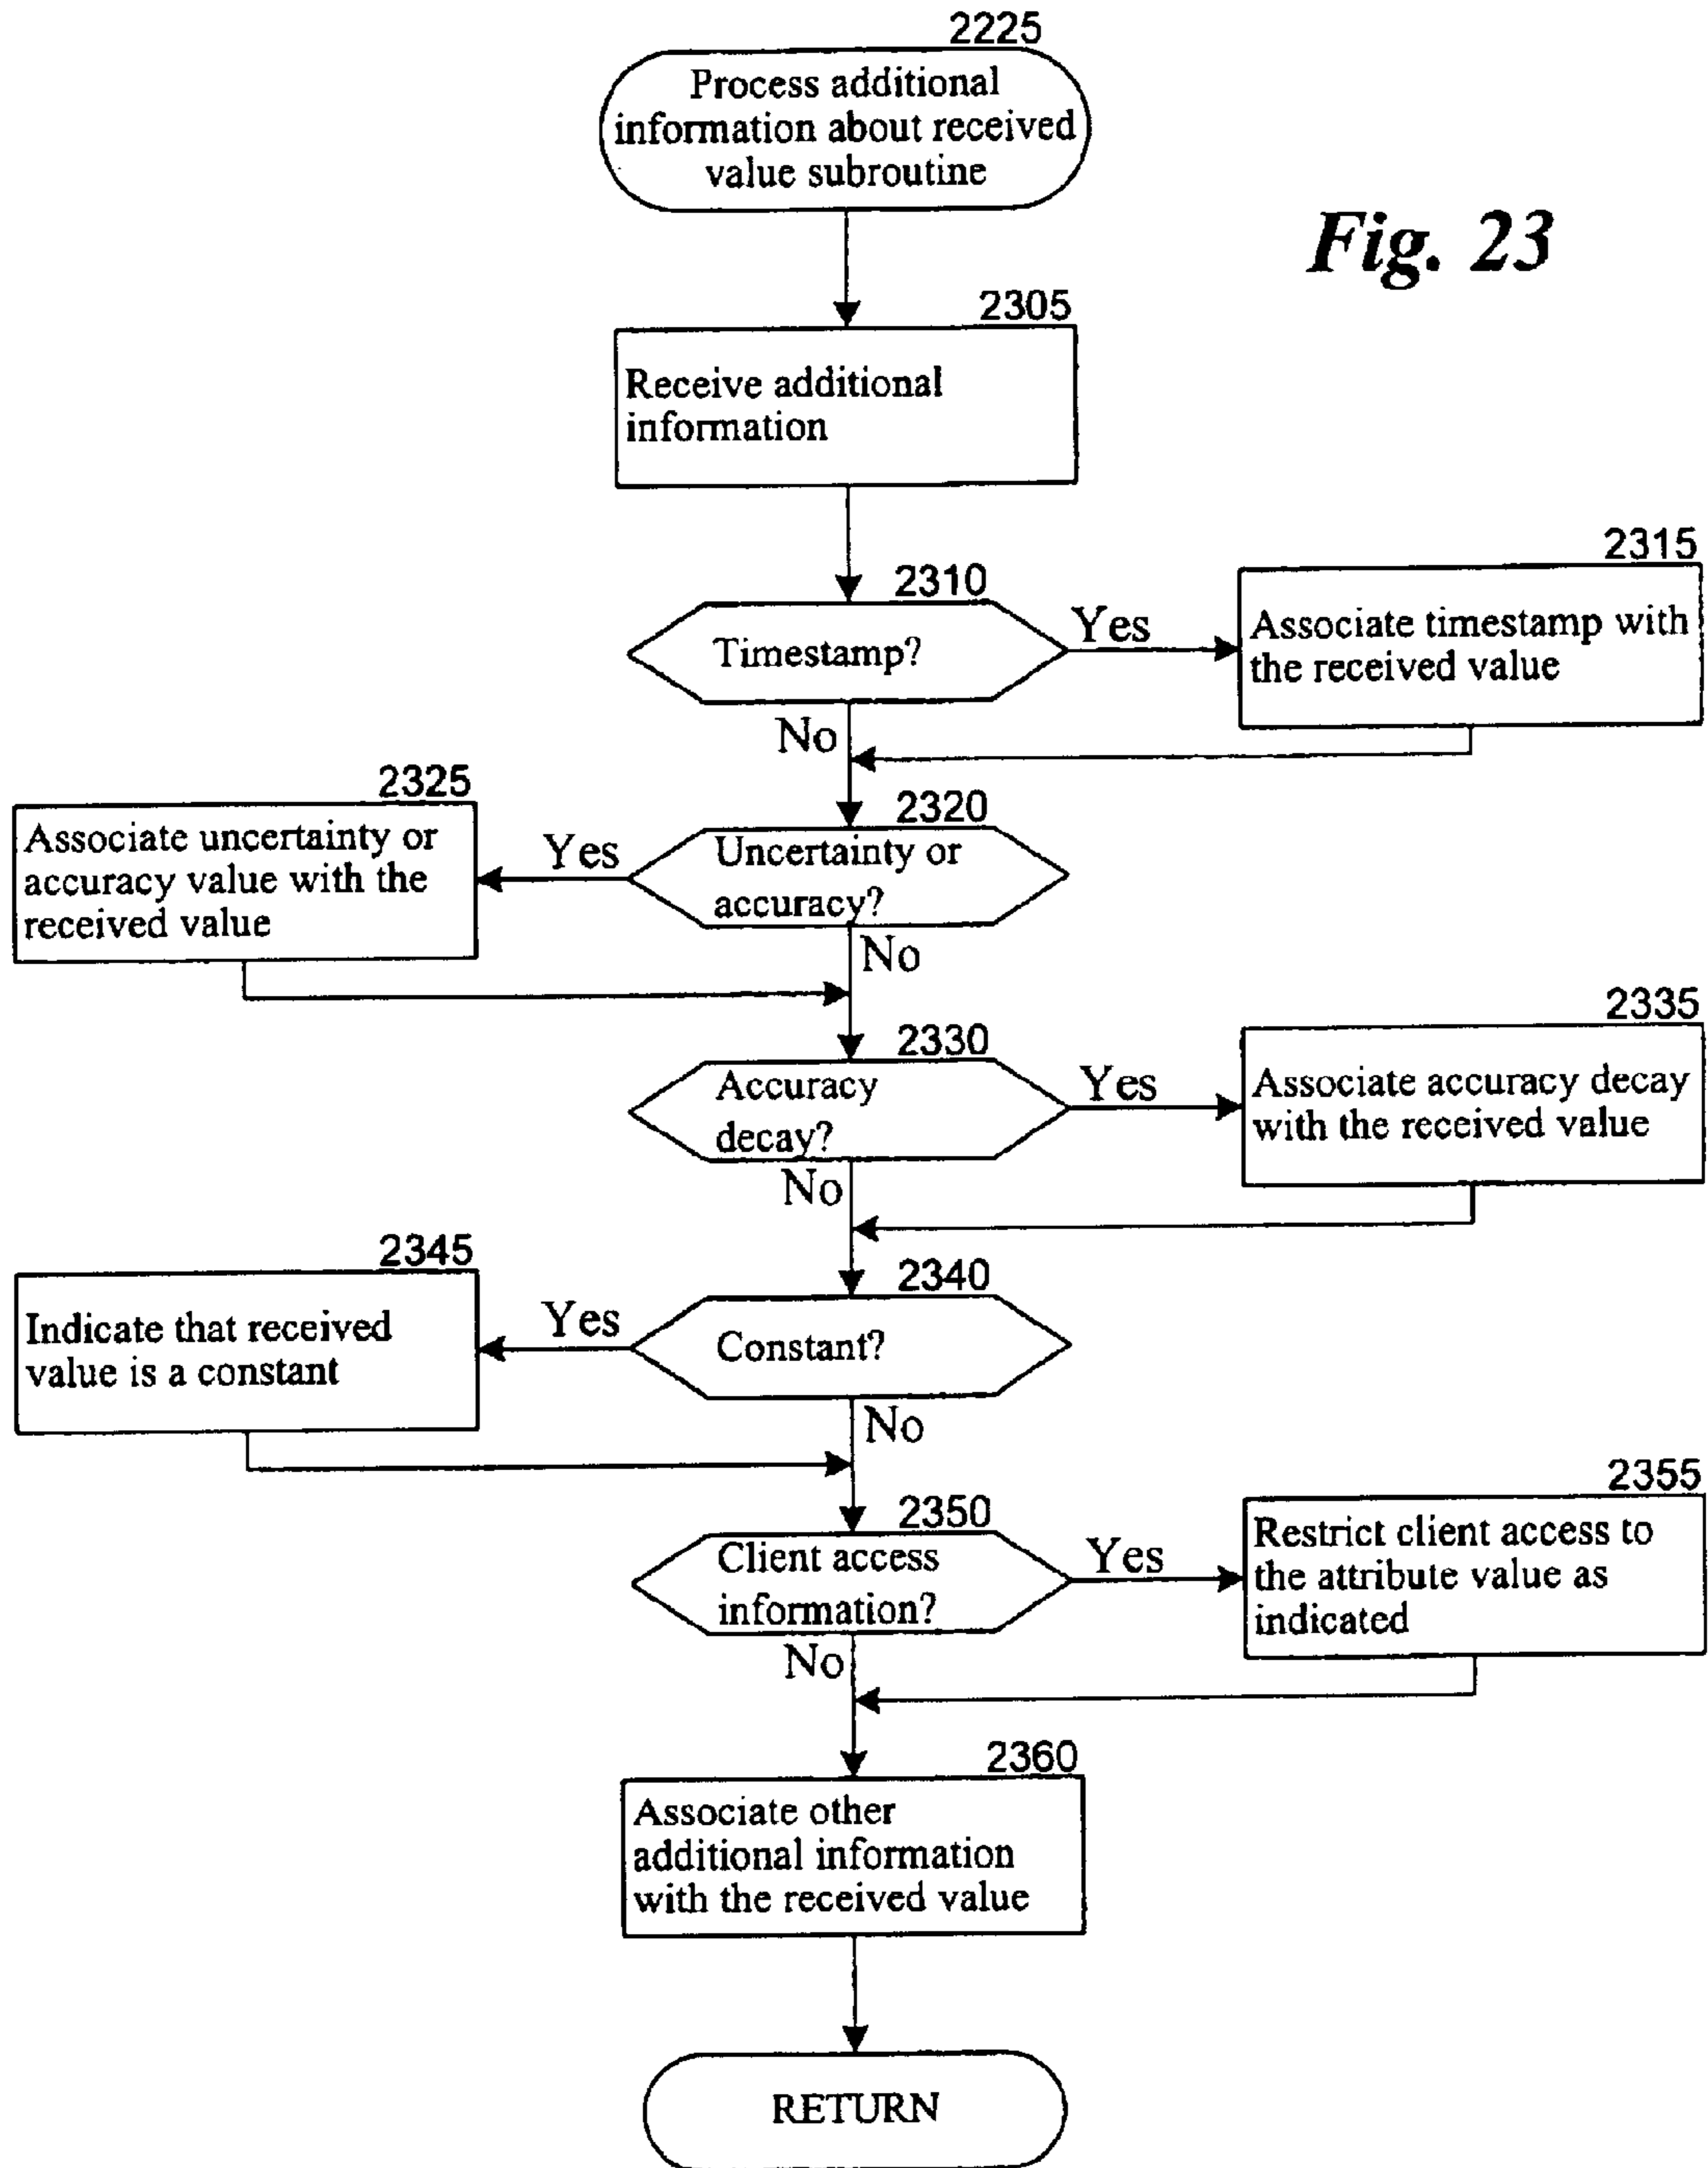 2225
Process additional
information about received
value subroutine
Fig. 23
2305
Receive additional
information
2310
Timestamp?
Yes
2315
Associate timestamp with
the received value
No
2320
Uncertainty or
accuracy?
Yes
2325
Associate uncertainty or
accuracy value with the
received value
No
2330
Accuracy
decay?
Yes
2335
Associate accuracy decay
with the received value
No
2340
Constant?
Yes
2345
Indicate that received
value is a constant
No
2350
Client access
information?
Yes
2355
Restrict client access to
the attribute value as
indicated
No
2360
Associate other
additional information
with the received value
RETURN